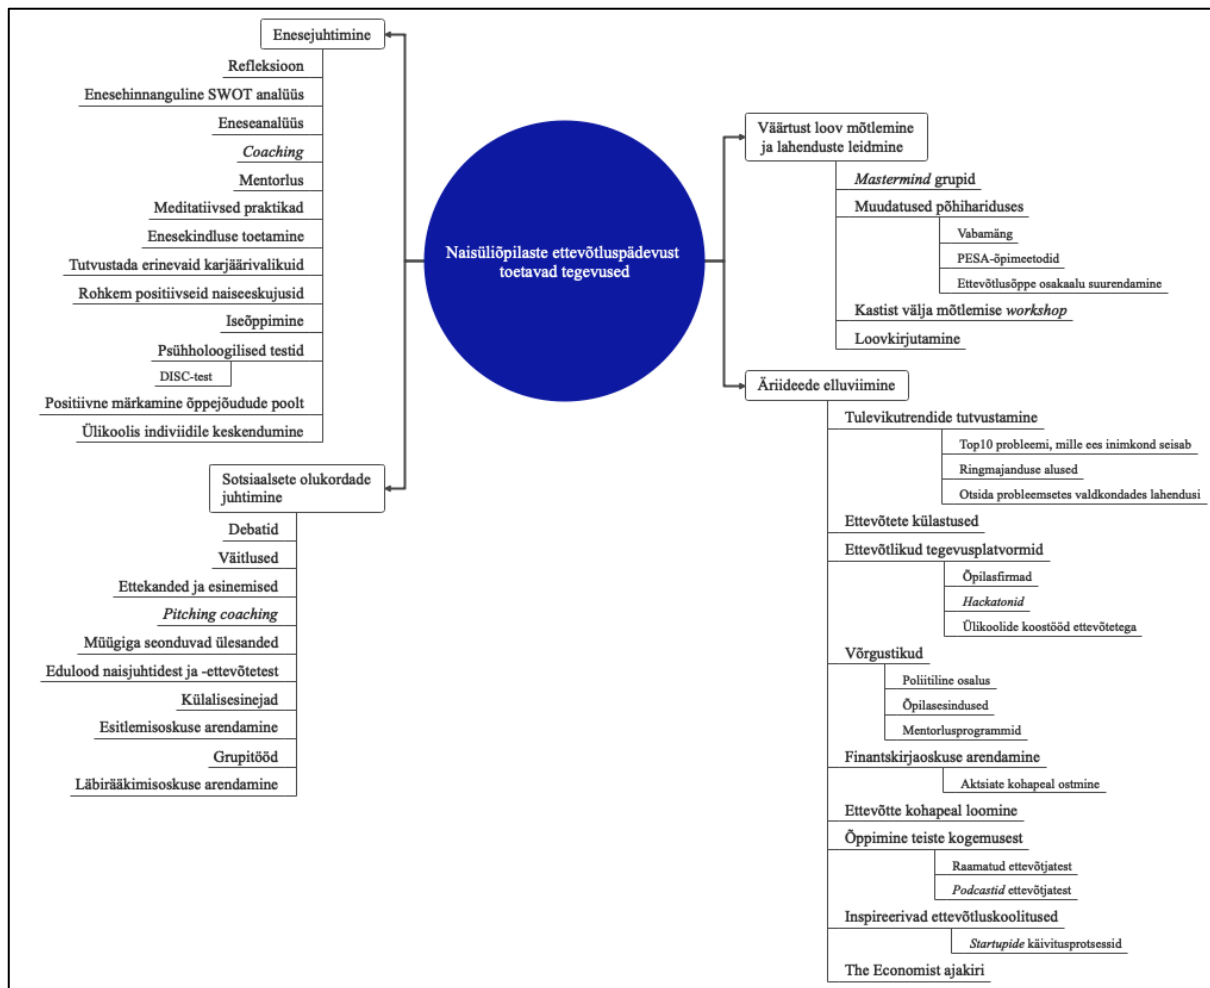 Enesejuhtimine
Refleksioon
Enesehinnanguline SWOT analüüs
Eneseanalüüs
Coaching
Mentorlus
Meditatiivsed praktikad
Enesekindluse toetamine
Tutvustada erinevaid karjäärivalikuid
Rohkem positiivseid naiseeskujusid
Iseõppimine
Psühholoogilised testid
DISC-test
Positiivne märkamine õppejõudude poolt
Ülikoolis indiviidile keskendumine
Sotsiaalsete olukordade
juhtimine
Debatid
Väitlused
Ettekanded ja esinemised
Pitching coaching
Müügiga seonduvad ülesanded
Edulood naisjuhtidest ja -ettevõtetest
Külalisesinejad
Esitlemisoskuse arendamine
Grupitööd
Läbirääkimisoskuse arendamine
Naisüliõpilaste ettevõtluspädevust
toetavad tegevused
Väärtust loov mõtlemine
ja lahenduste leidmine
Mastermind grupid
Muudatused põhihariduses
Vabamäng
PESA-õpimeetodid
Ettevõtlusõppe osakaalu suurendamine
Kastist välja mõtlemise workshop
Loovkirjutamine
Äriideede elluviimine
Tulevikutrendide tutvustamine
Top10 probleemi, mille ees inimkond seisab
Ringmajanduse alused
Otsida probleemsetes valdkondades lahendusi
Ettevõtete külastused
Ettevõtlikud tegevusplatvormid
Õpilasfirmad
Hackatonid
Ülikoolide koostööd ettevõtetega
Võrgustikud
Poliitiline osalus
Õpilasesindused
Mentorlusprogrammid
Finantskirjaoskuse arendamine
Aktsiate kohapeal ostmine
Ettevõtte kohapeal loomine
Õppimine teiste kogemusest
Raamatud ettevõtjatest
Podcastid ettevõtjatest
Inspireerivad ettevõtluskoolitused
Startupide käivitusprotsessid
The Economist ajakiri